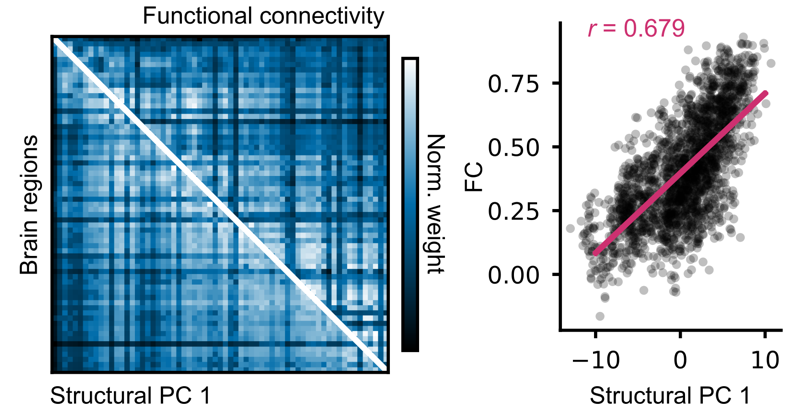 Functional connectivity
Brain regions
Structural PC 1
Norm. weight
r = 0.679
FC
0.75
0.50
0.25
0.00
−10 0 10
Structural PC 1